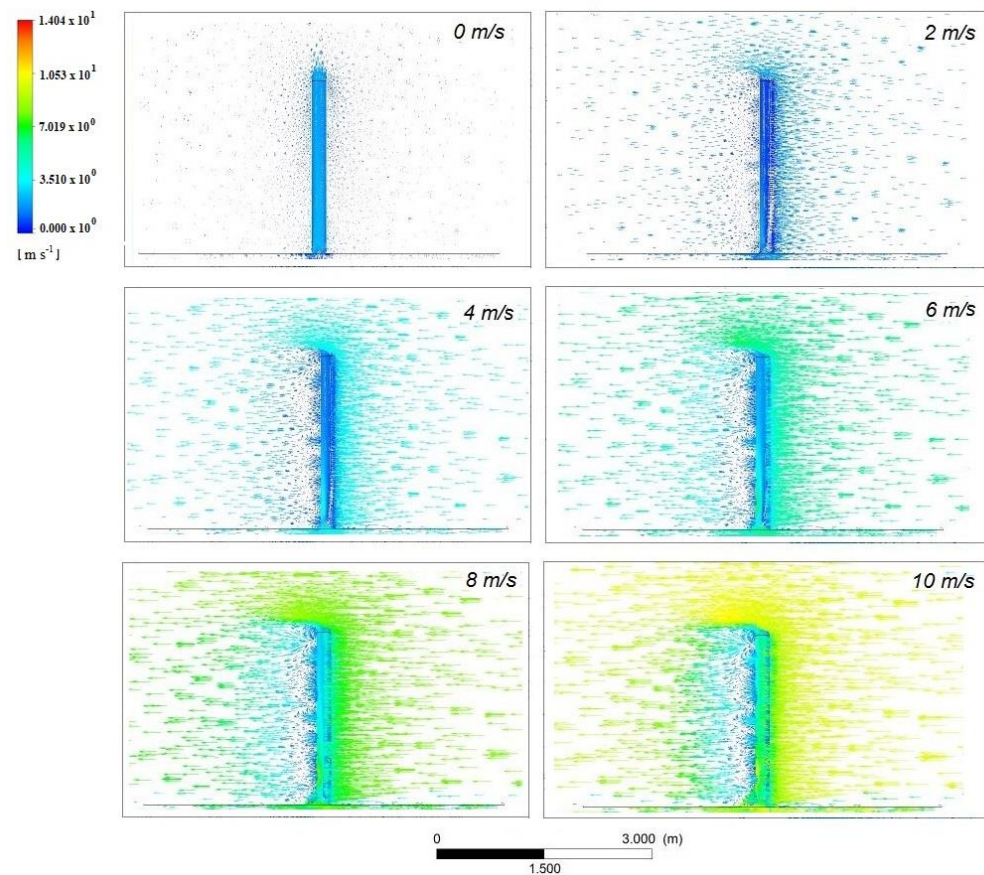 1.404 x 10¹
1.053 x 10¹
7.019 x 10⁰
3.510 x 10⁰
0.000 x 10⁰
[ m s⁻¹ ]
0 m/s
2 m/s
4 m/s
6 m/s
8 m/s
10 m/s
0 3.000 (m)
1.500